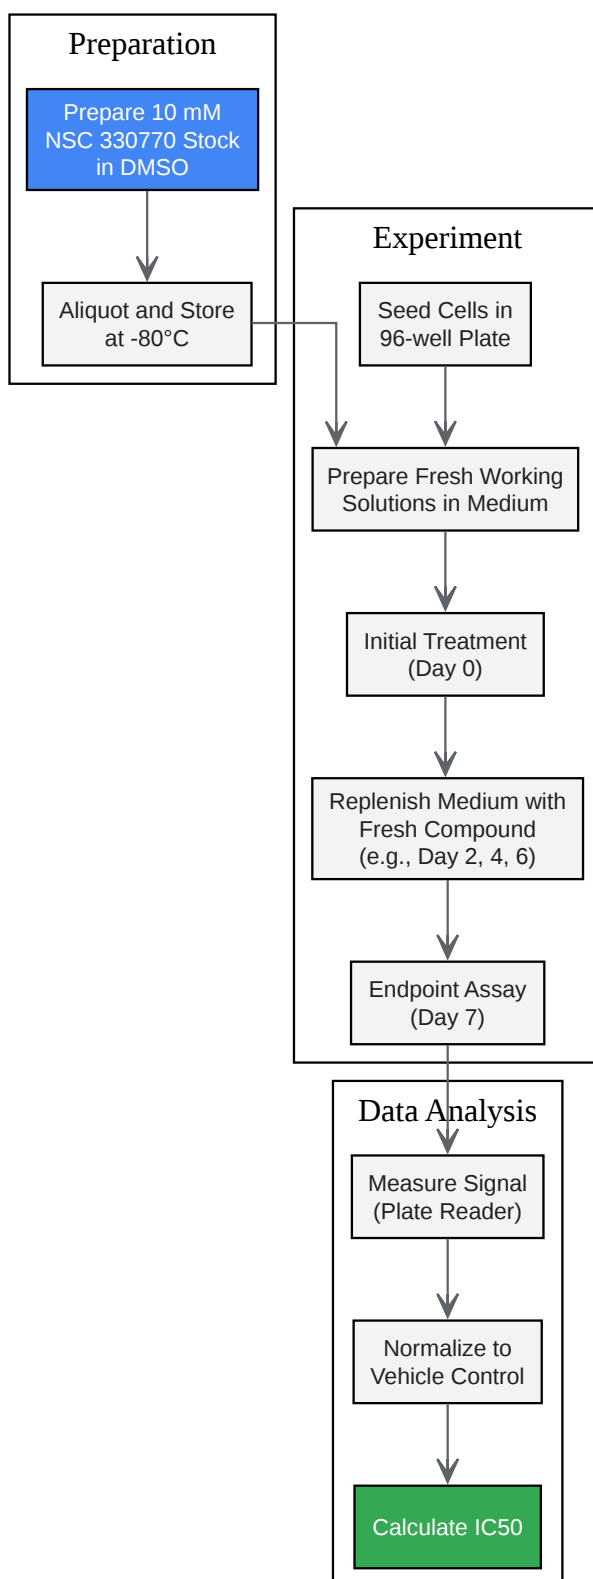 Preparation
Prepare 10 mM
NSC 330770 Stock
in DMSO
Aliquot and Store
at -80°C
Experiment
Seed Cells in
96-well Plate
Prepare Fresh Working
Solutions in Medium
Initial Treatment
(Day 0)
Replenish Medium with
Fresh Compound
(e.g., Day 2, 4, 6)
Endpoint Assay
(Day 7)
Data Analysis
Measure Signal
(Plate Reader)
Normalize to
Vehicle Control
Calculate IC50